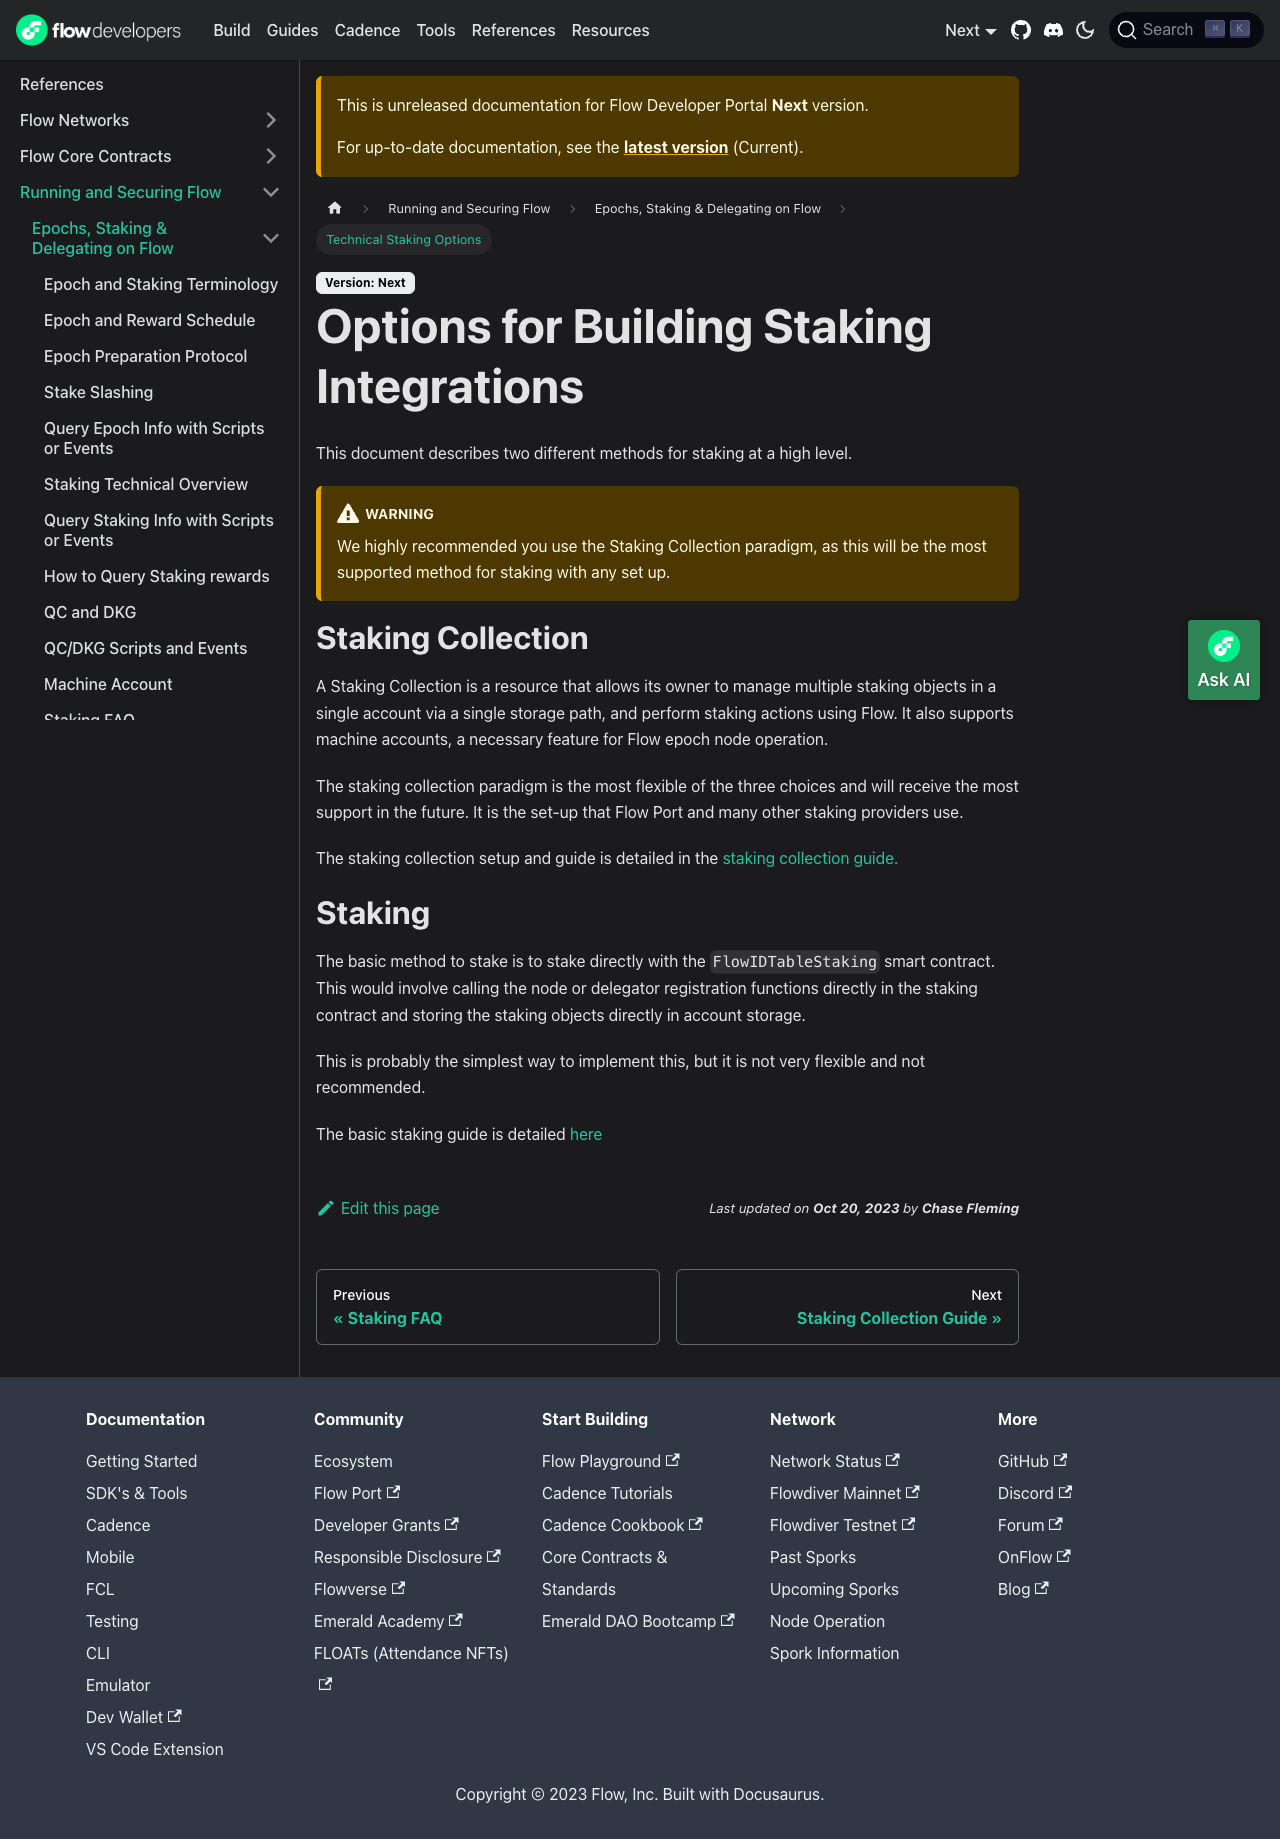 flowdevelopers
Build Guides Cadence Tools References Resources
Next
Search ⌘ K
References
Flow Networks
Flow Core Contracts
Running and Securing Flow
Epochs, Staking &
Delegating on Flow
Epoch and Staking Terminology
Epoch and Reward Schedule
Epoch Preparation Protocol
Stake Slashing
Query Epoch Info with Scripts
or Events
Staking Technical Overview
Query Staking Info with Scripts
or Events
How to Query Staking rewards
QC and DKG
QC/DKG Scripts and Events
Machine Account
Staking FAQ
This is unreleased documentation for Flow Developer Portal Next version.
For up-to-date documentation, see the latest version (Current).
Running and Securing Flow
Epochs, Staking & Delegating on Flow
Technical Staking Options
Version: Next
Options for Building Staking
Integrations
This document describes two different methods for staking at a high level.
WARNING
We highly recommended you use the Staking Collection paradigm, as this will be the most
supported method for staking with any set up.
Staking Collection
A Staking Collection is a resource that allows its owner to manage multiple staking objects in a
single account via a single storage path, and perform staking actions using Flow. It also supports
machine accounts, a necessary feature for Flow epoch node operation.
The staking collection paradigm is the most flexible of the three choices and will receive the most
support in the future. It is the set-up that Flow Port and many other staking providers use.
The staking collection setup and guide is detailed in the staking collection guide.
Staking
The basic method to stake is to stake directly with the FlowIDTableStaking smart contract.
This would involve calling the node or delegator registration functions directly in the staking
contract and storing the staking objects directly in account storage.
This is probably the simplest way to implement this, but it is not very flexible and not
recommended.
The basic staking guide is detailed here
Edit this page
Last updated on Oct 20, 2023 by Chase Fleming
Previous
« Staking FAQ
Next
Staking Collection Guide »
Ask AI
Documentation
Getting Started
SDK's & Tools
Cadence
Mobile
FCL
Testing
CLI
Emulator
Dev Wallet
VS Code Extension
Community
Ecosystem
Flow Port
Developer Grants
Responsible Disclosure
Flowverse
Emerald Academy
FLOATs (Attendance NFTs)
Start Building
Flow Playground
Cadence Tutorials
Cadence Cookbook
Core Contracts &
Standards
Emerald DAO Bootcamp
Network
Network Status
Flowdiver Mainnet
Flowdiver Testnet
Past Sporks
Upcoming Sporks
Node Operation
Spork Information
More
GitHub
Discord
Forum
OnFlow
Blog
Copyright © 2023 Flow, Inc. Built with Docusaurus.